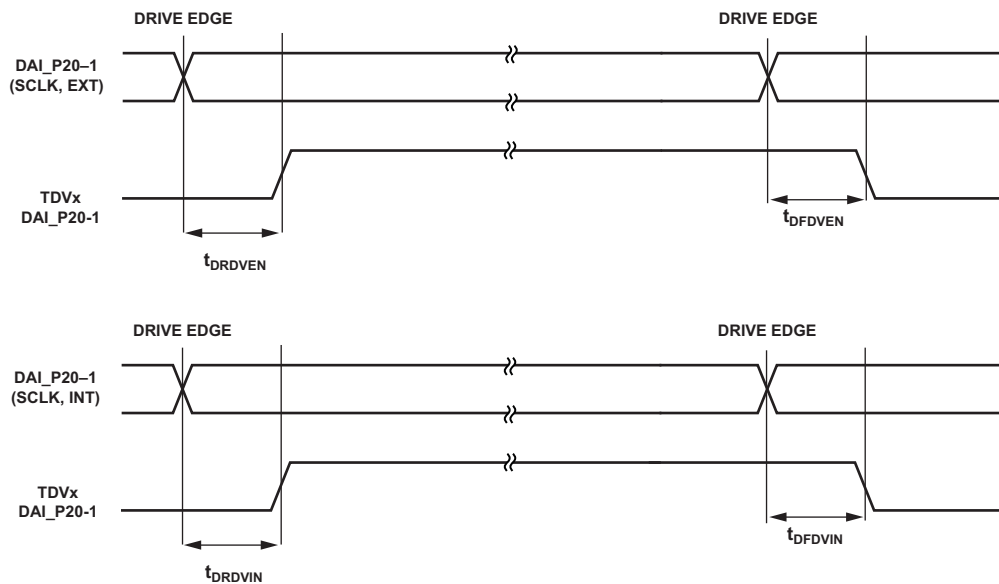 DRIVE EDGE DRIVE EDGE
DAI_P20–1
(SCLK, EXT)
TDVx
DAI_P20-1
tDFDVEN
tDRDVEN
DRIVE EDGE DRIVE EDGE
DAI_P20–1
(SCLK, INT)
TDVx
DAI_P20-1
tDFDVIN
tDRDVIN